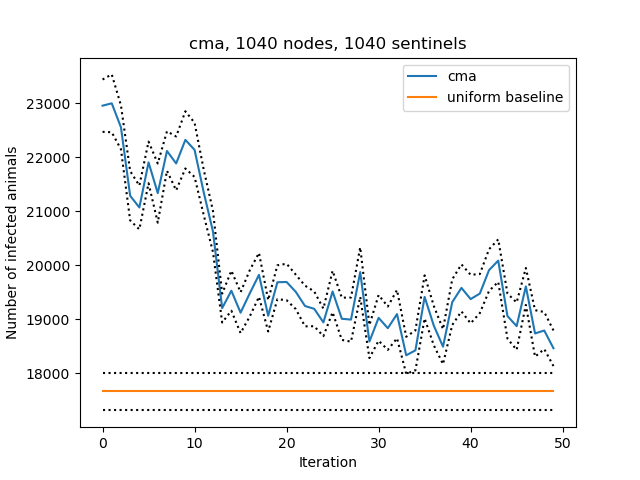 cma, 1040 nodes, 1040 sentinels
cma
uniform baseline
Number of infected animals
23000
22000
21000
20000
19000
18000
0 10 20 30 40 50
Iteration